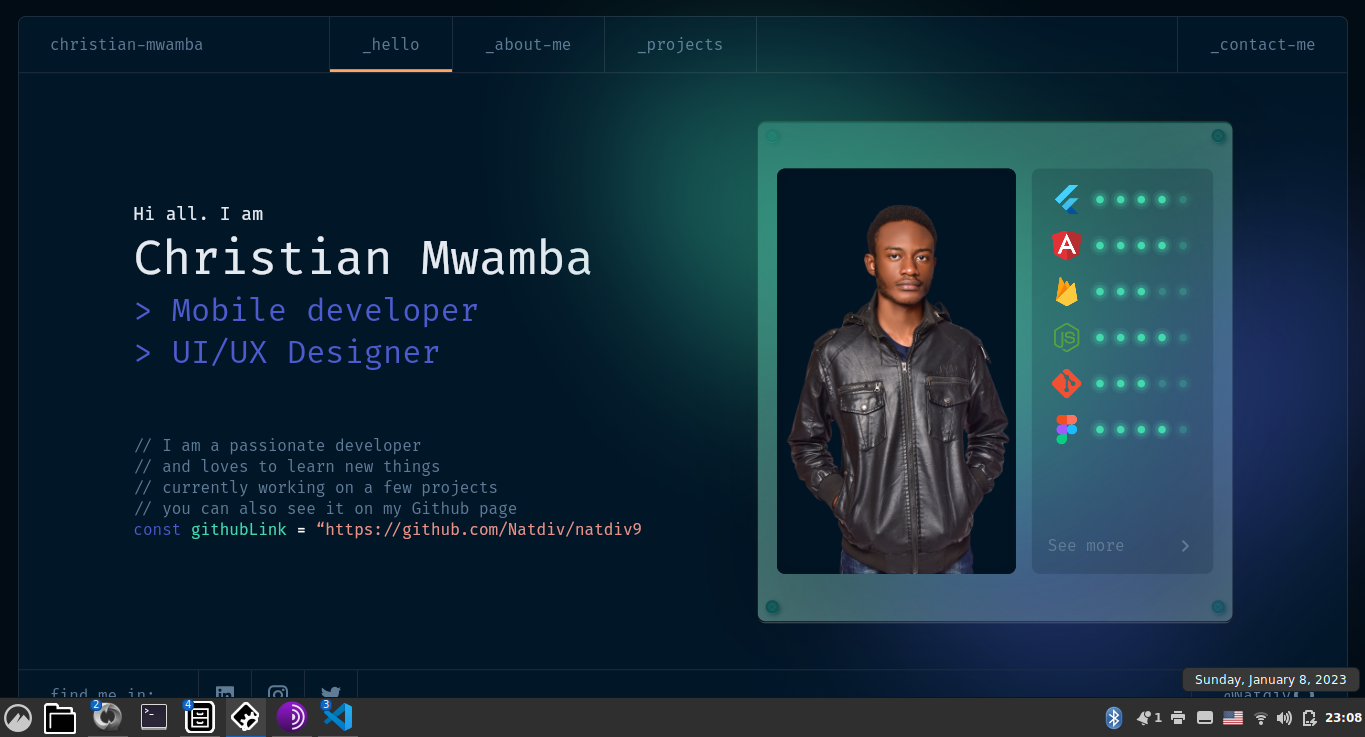 christian-mwamba
_hello
_about-me
_projects
_contact-me
Hi all. I am
Christian Mwamba
> Mobile developer
> UI/UX Designer
// I am a passionate developer
// and loves to learn new things
// currently working on a few projects
// you can also see it on my Github page
const githubLink = “https://github.com/Natdiv/natdiv9
JS
See more
find me in:
Sunday, January 8, 2023
2
4
3
1
23:08